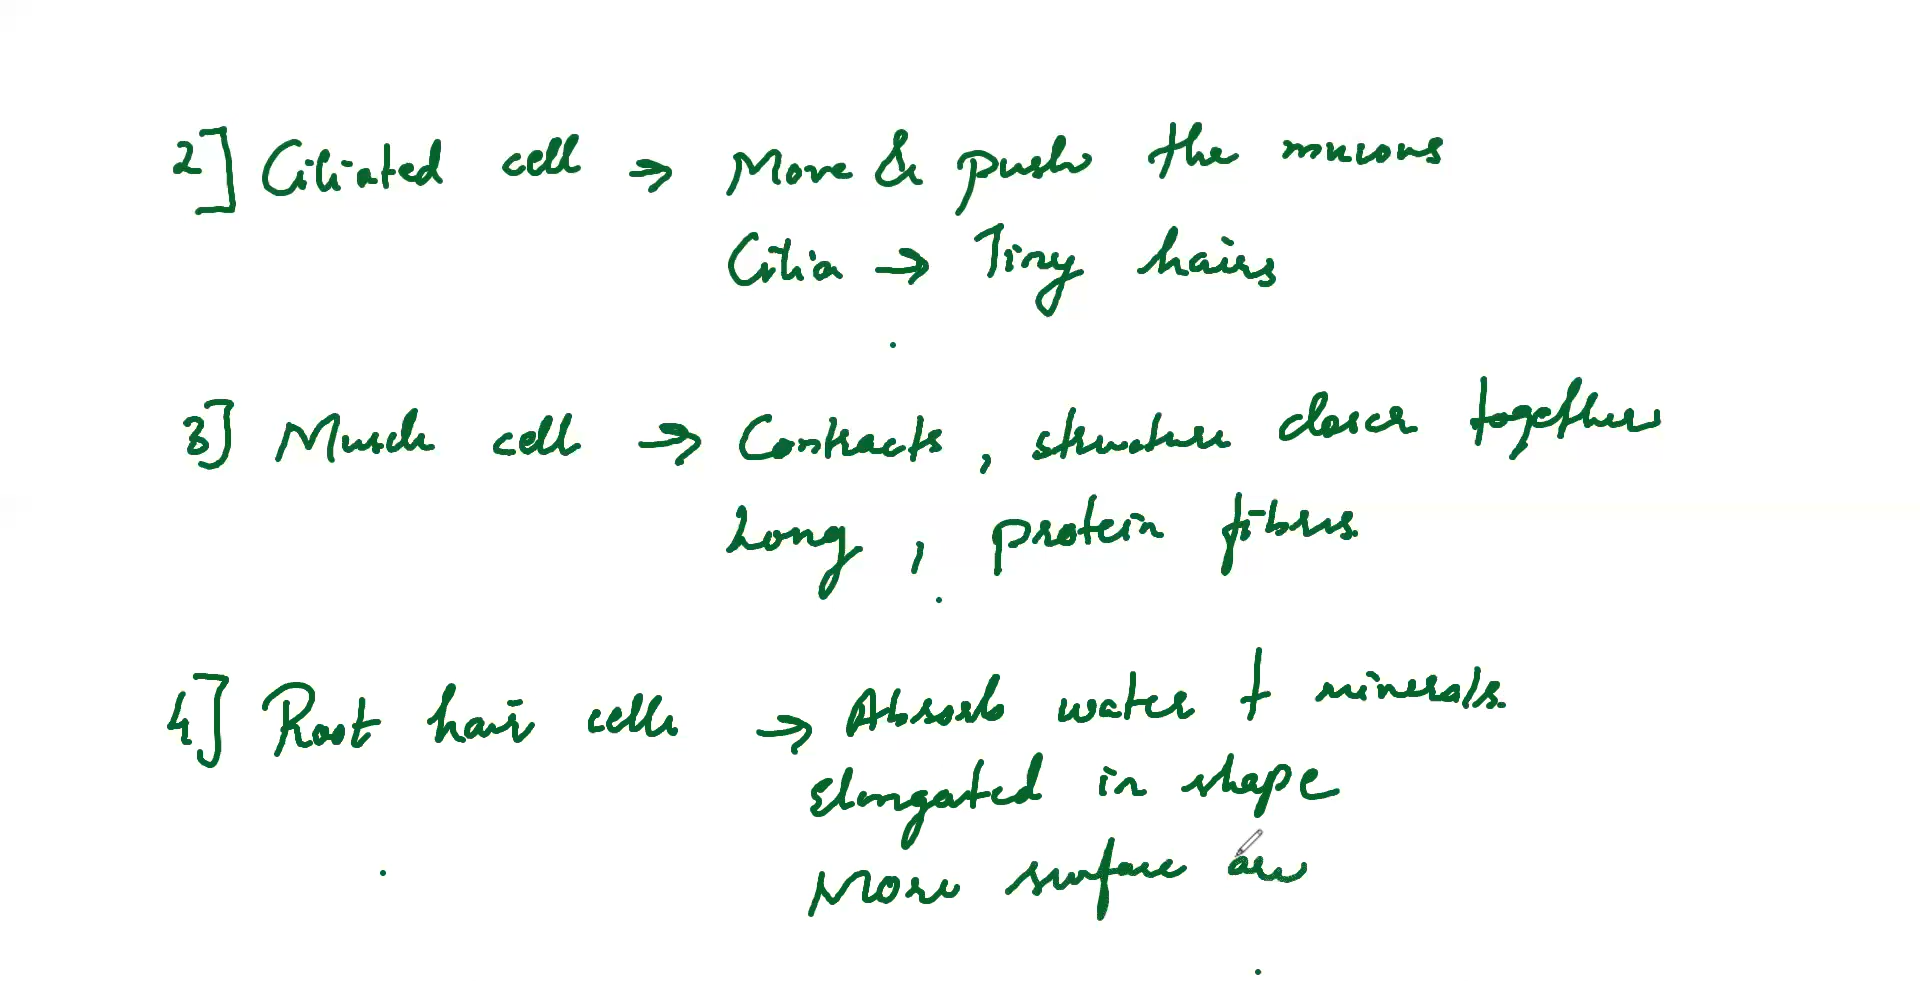 2] Ciliated cell → Move & push the mucous
Cilia → Tiny hairs
3] Muscle cell → Contracts, structure closer together
Long, protein fibres.
4] Root hair cells → Absorb water + minerals.
Elongated in shape
More surface are